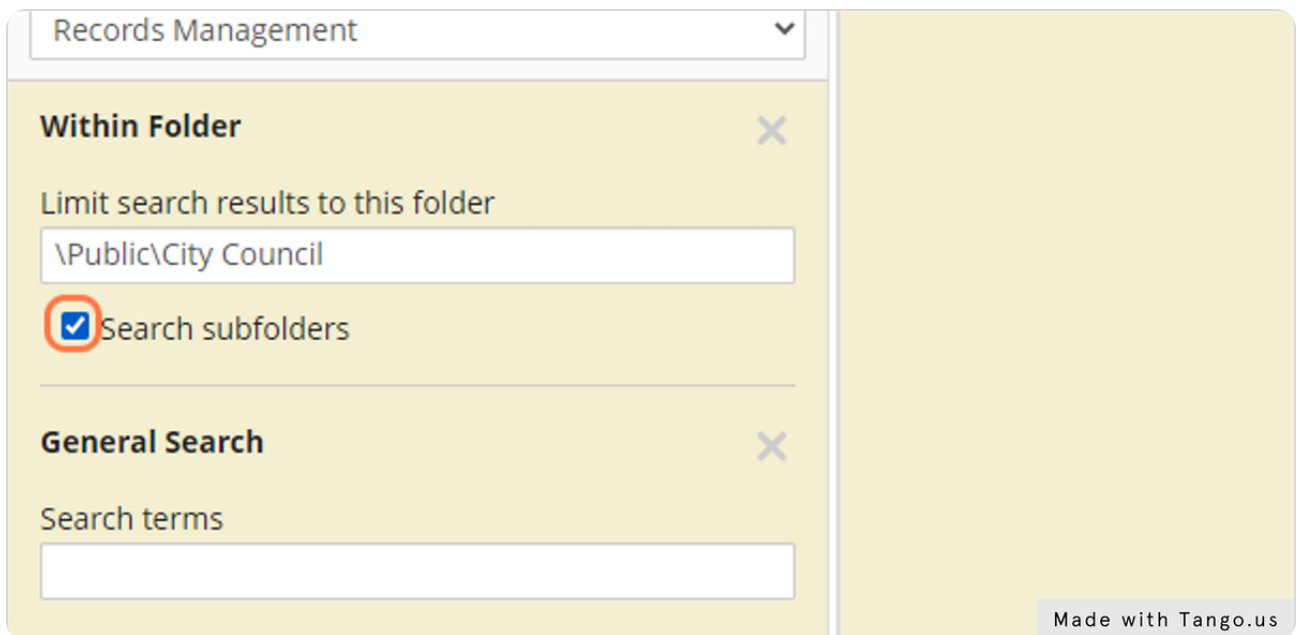 Records Management
Within Folder
Limit search results to this folder
\Public\City Council
Search subfolders
General Search
Search terms
Made with Tango.us